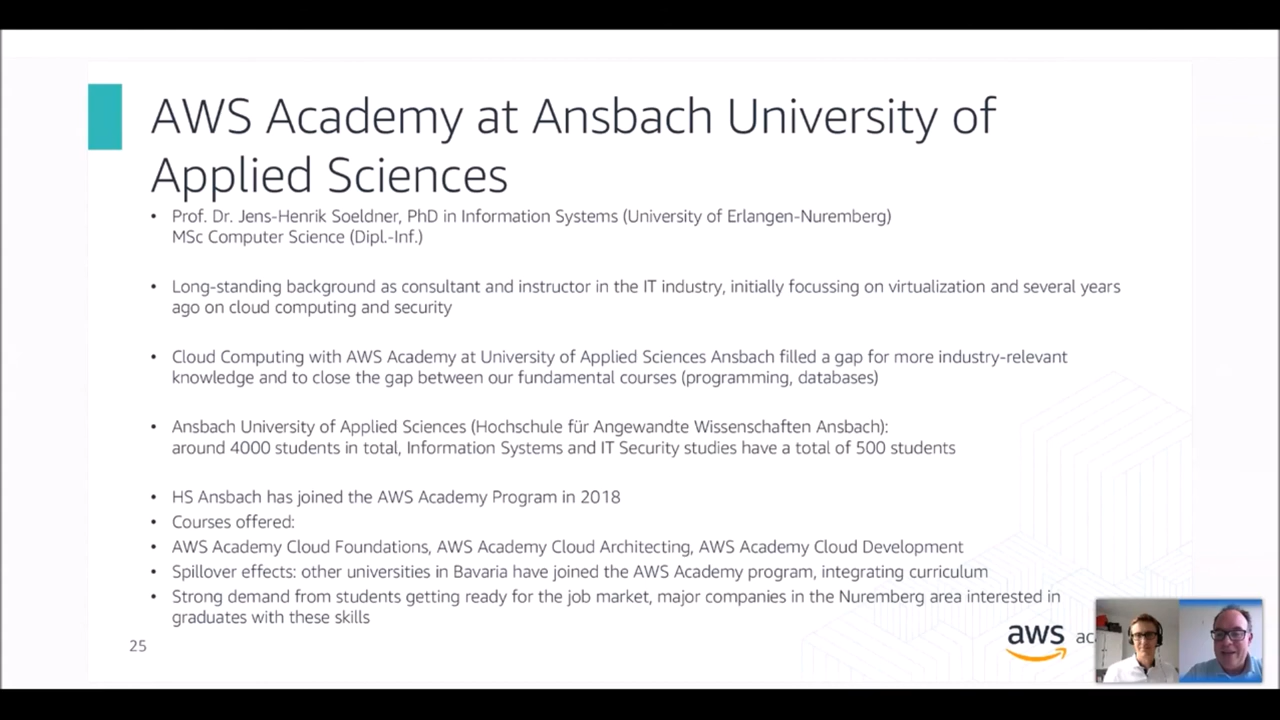 AWS Academy at Ansbach University of
Applied Sciences
• Prof. Dr. Jens-Henrik Soeldner, PhD in Information Systems (University of Erlangen-Nuremberg)
MSc Computer Science (Dipl.-Inf.)
• Long-standing background as consultant and instructor in the IT industry, initially focussing on virtualization and several years
ago on cloud computing and security
• Cloud Computing with AWS Academy at University of Applied Sciences Ansbach filled a gap for more industry-relevant
knowledge and to close the gap between our fundamental courses (programming, databases)
• Ansbach University of Applied Sciences (Hochschule für Angewandte Wissenschaften Ansbach):
around 4000 students in total, Information Systems and IT Security studies have a total of 500 students
• HS Ansbach has joined the AWS Academy Program in 2018
• Courses offered:
• AWS Academy Cloud Foundations, AWS Academy Cloud Architecting, AWS Academy Cloud Development
• Spillover effects: other universities in Bavaria have joined the AWS Academy program, integrating curriculum
• Strong demand from students getting ready for the job market, major companies in the Nuremberg area interested in
graduates with these skills
25
aws